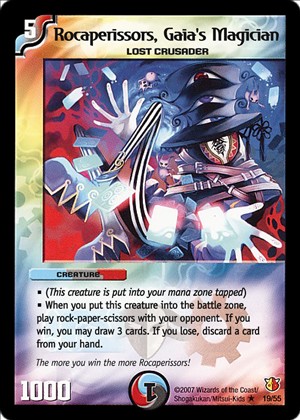 5 Rocaperissors, Gaia's Magician
LOST CRUSADER
CREATURE
▪ (This creature is put into your mana zone tapped)
▪ When you put this creature into the battle zone,
play rock-paper-scissors with your opponent. If you
win, you may draw 3 cards. If you lose, discard a
card from your hand.
The more you win the more Rocaperissors!
1000
1
©2007 Wizards of the Coast/
Shogakukan/Mitsui-Kids ★ 19/55